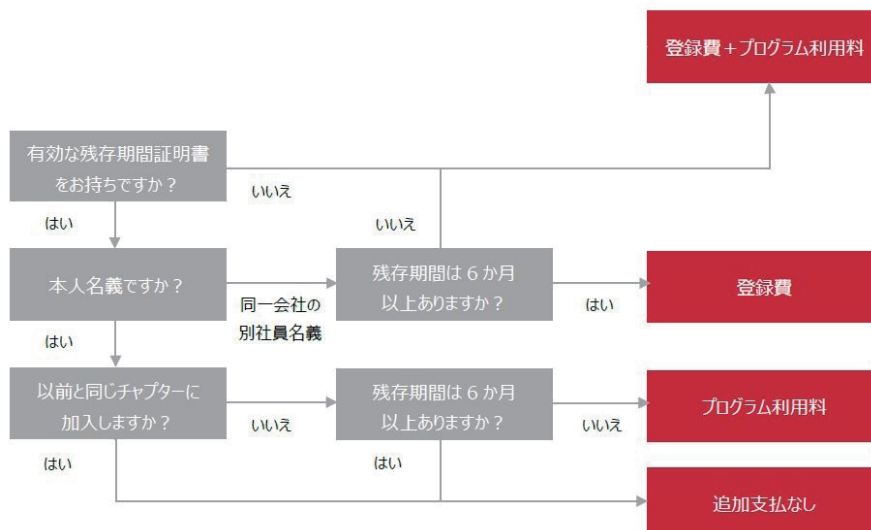 登録費＋プログラム利用料
有効な残存期間証明書
をお持ちですか？
いいえ
はい
いいえ
本人名義ですか？
残存期間は６か月
以上ありますか？
登録費
同一会社の
別社員名義
はい
はい
以前と同じチャプターに
加入しますか？
残存期間は６か月
以上ありますか？
プログラム利用料
いいえ
いいえ
はい
はい
追加支払なし